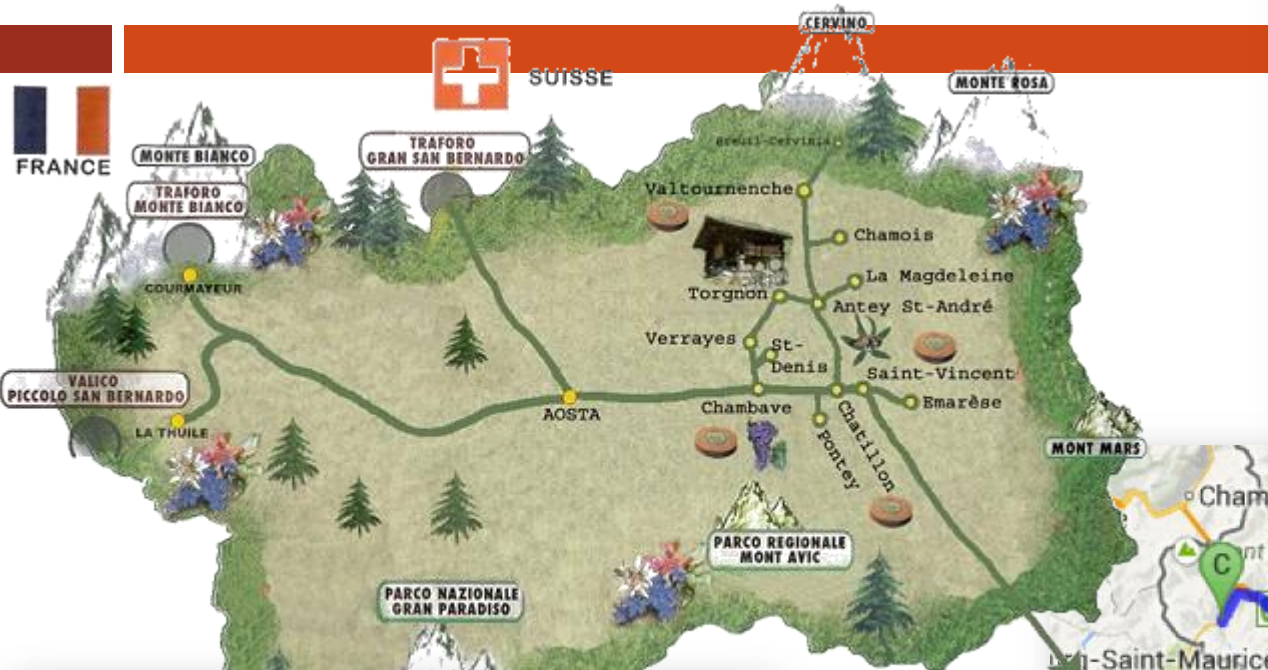 CERVINO
SUISSE
MONTE ROSA
FRANCE
MONTE BIANCO
TRAFORO
GRAN SAN BERNARDO
Breuil-Cervinia
TRAFORO
MONTE BIANCO
Valtournenche
Chamois
La Magdeleine
COURMAYEUR
Torgnon
Antey St-André
Verrayes
St-
Denis
Saint-Vincent
VALICO
PICCOLO SAN BERNARDO
Emarèse
AOSTA
Chambave
Chatillon
Pontey
LA THUILE
MONT MARS
Cham
PARCO REGIONALE
MONT AVIC
C
ont
PARCO NAZIONALE
GRAN PARADISO
-Saint-Maurice